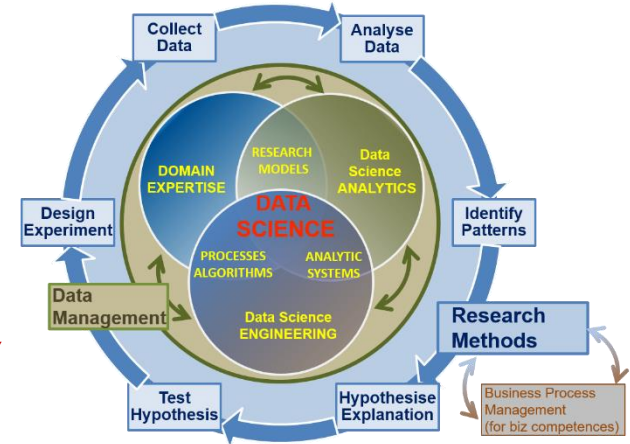 Collect
Data
Analyse
Data
RESEARCH
MODELS
DOMAIN
EXPERTISE
Data
Science
ANALYTICS
DATA
SCIENCE
Design
Experiment
Identify
Patterns
PROCESSES
ALGORITHMS
ANALYTIC
SYSTEMS
Data
Management
Data Science
ENGINEERING
Research
Methods
Test
Hypothesis
Hypothesise
Explanation
Business Process
Management
(for biz competences)